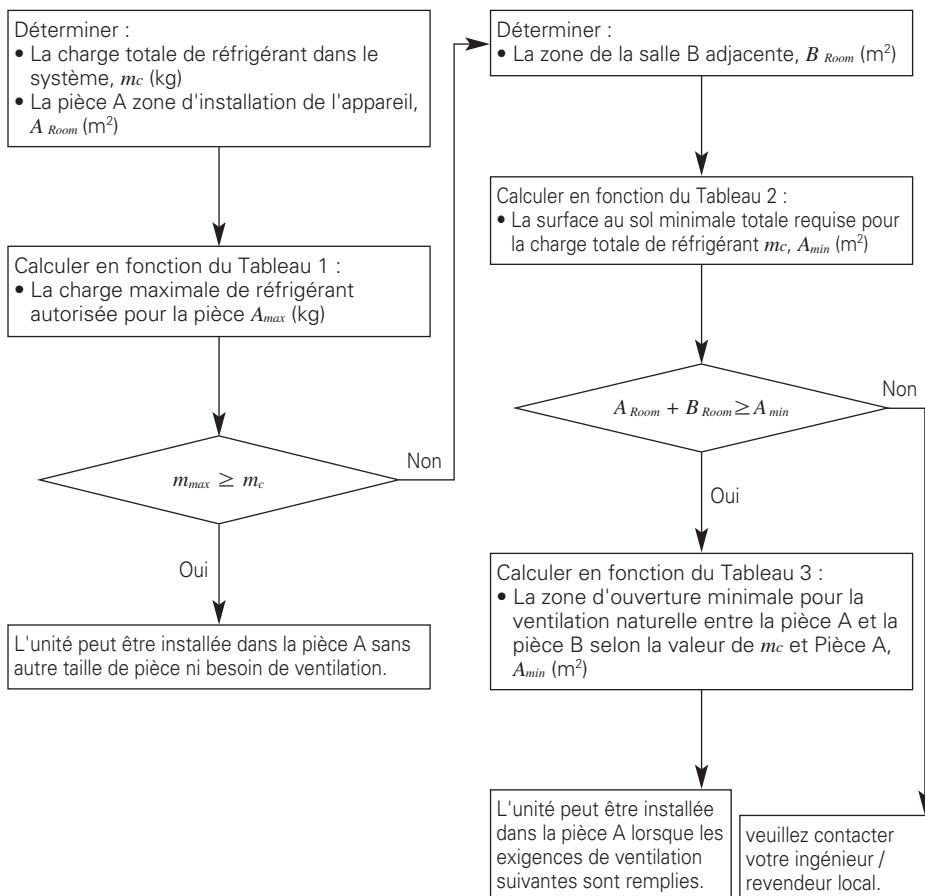 Déterminer :
• La charge totale de réfrigérant dans le
système, mc (kg)
• La pièce A zone d'installation de l'appareil,
A Room (m²)
Calculer en fonction du Tableau 1 :
• La charge maximale de réfrigérant
autorisée pour la pièce Amax (kg)
mmax ≥ mc
Non
Oui
L'unité peut être installée dans la pièce A sans
autre taille de pièce ni besoin de ventilation.
Déterminer :
• La zone de la salle B adjacente, B Room (m²)
Calculer en fonction du Tableau 2 :
• La surface au sol minimale totale requise pour
la charge totale de réfrigérant mc, Amin (m²)
A Room + B Room ≥ A min
Non
Oui
Calculer en fonction du Tableau 3 :
• La zone d'ouverture minimale pour la
ventilation naturelle entre la pièce A et la
pièce B selon la valeur de mc et Pièce A,
Amin (m²)
L'unité peut être installée
dans la pièce A lorsque les
exigences de ventilation
suivantes sont remplies.
veuillez contacter
votre ingénieur /
revendeur local.